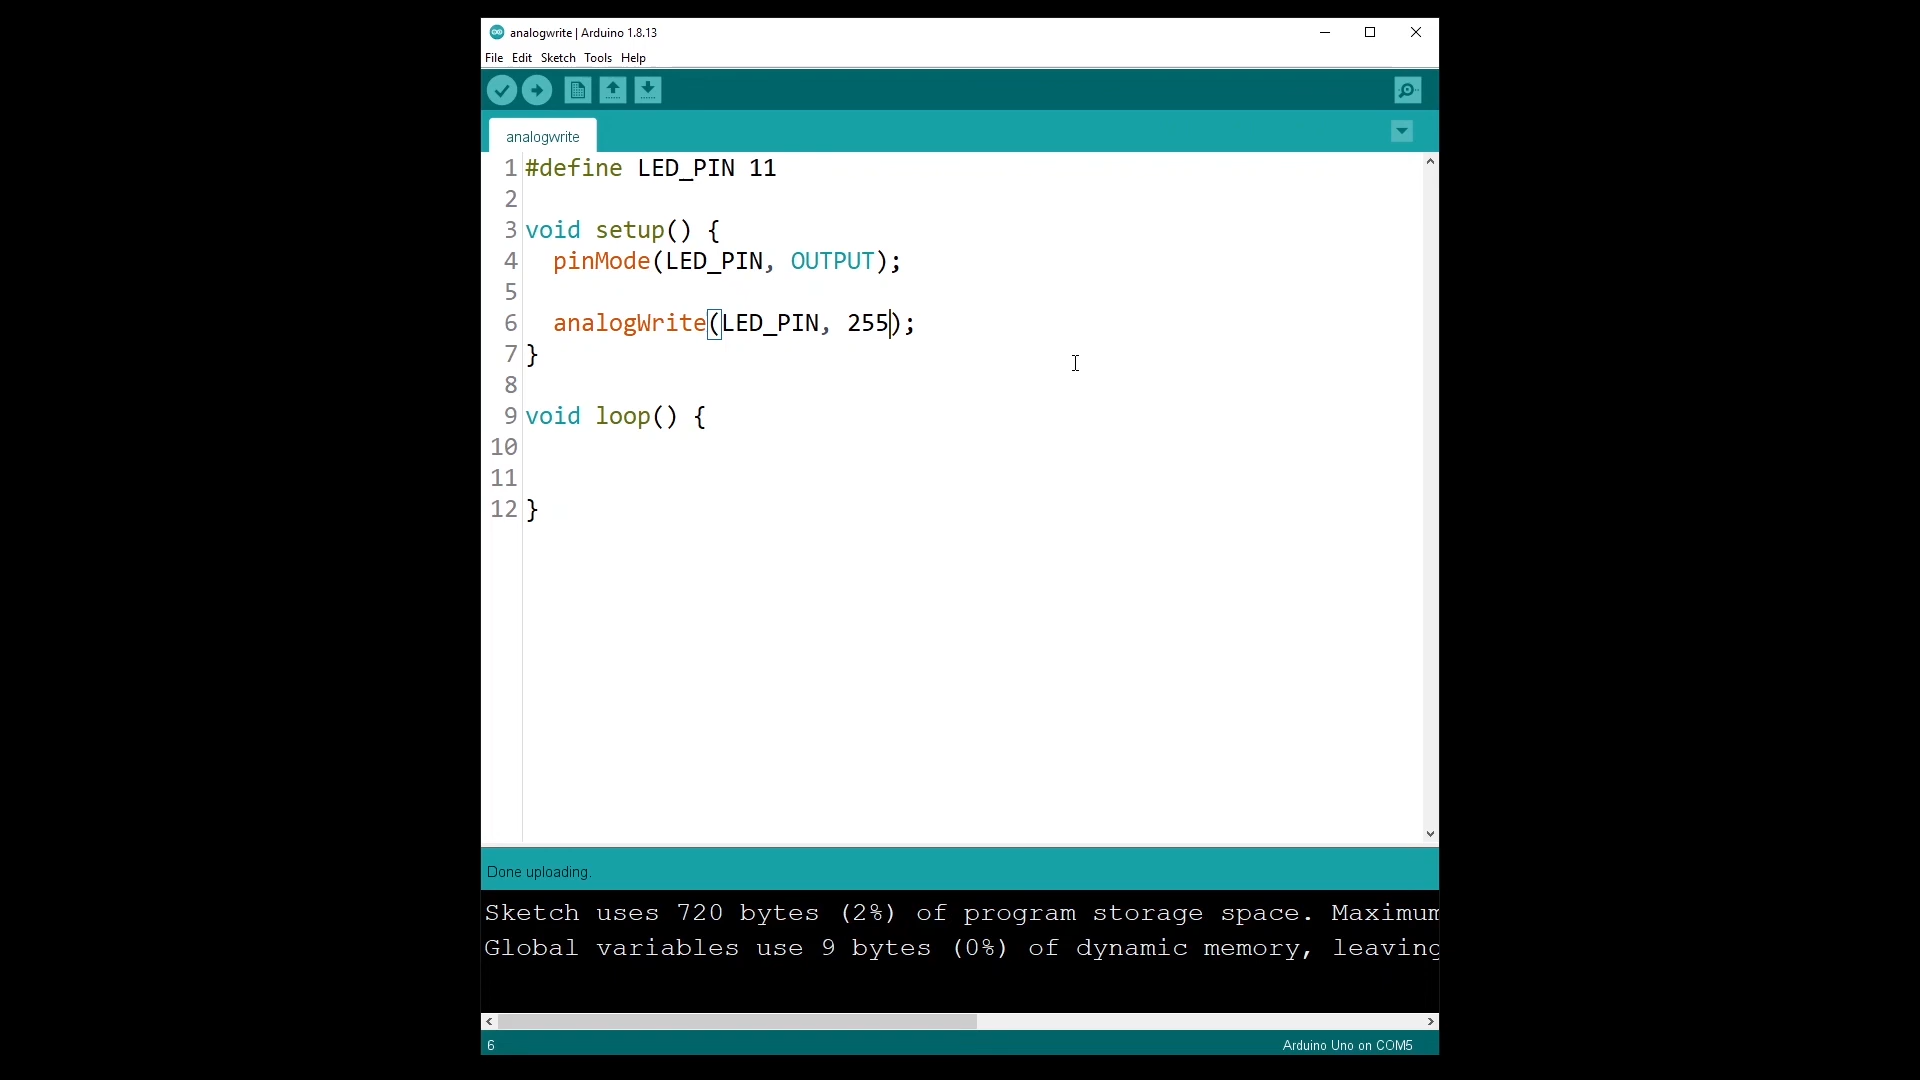 analogwrite | Arduino 1.8.13
File Edit Sketch Tools Help
analogwrite
1 #define LED_PIN 11
2
3 void setup() {
4   pinMode(LED_PIN, OUTPUT);
5
6   analogWrite(LED_PIN, 255);
7 }
8
9 void loop() {
10
11
12 }
Done uploading.
Sketch uses 720 bytes (2%) of program storage space. Maximum
Global variables use 9 bytes (0%) of dynamic memory, leaving
6 Arduino Uno on COM5